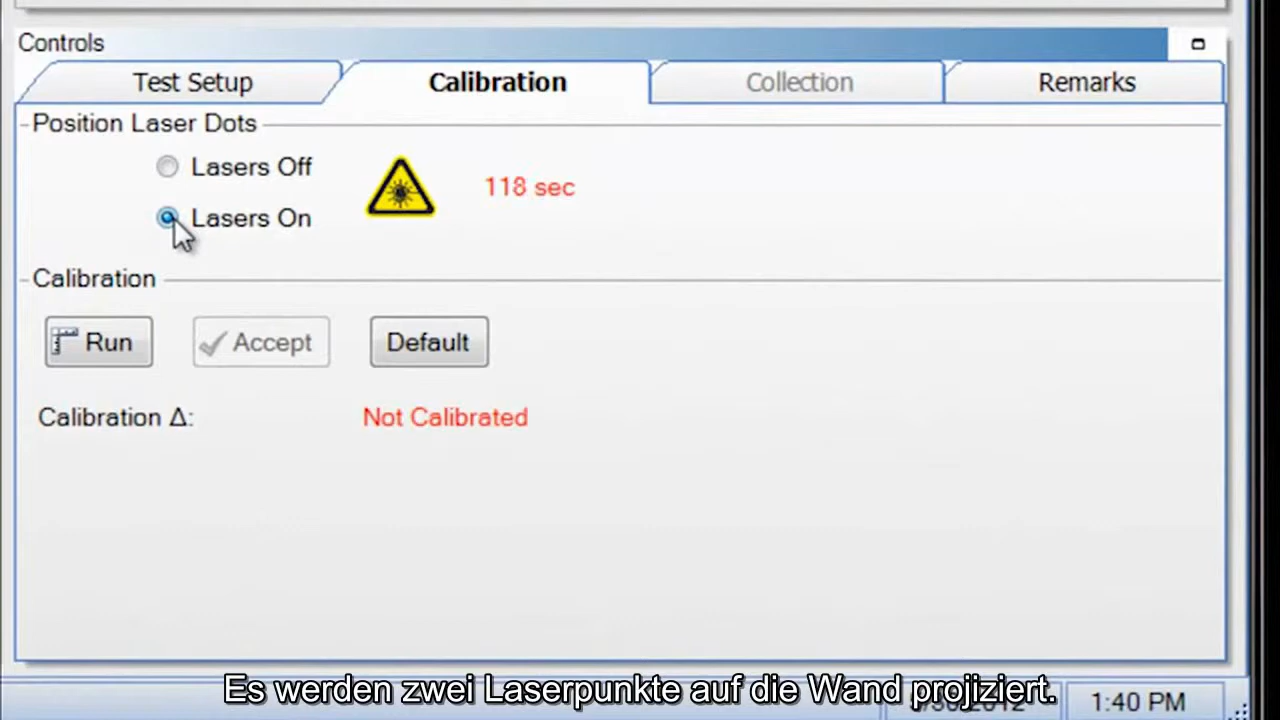 Controls
Test Setup
Calibration
Collection
Remarks
Position Laser Dots
Lasers Off
118 sec
Lasers On
Calibration
Run
Accept
Default
Calibration Δ:
Not Calibrated
Es werden zwei Laserpunkte auf die Wand projiziert.
1:40 PM